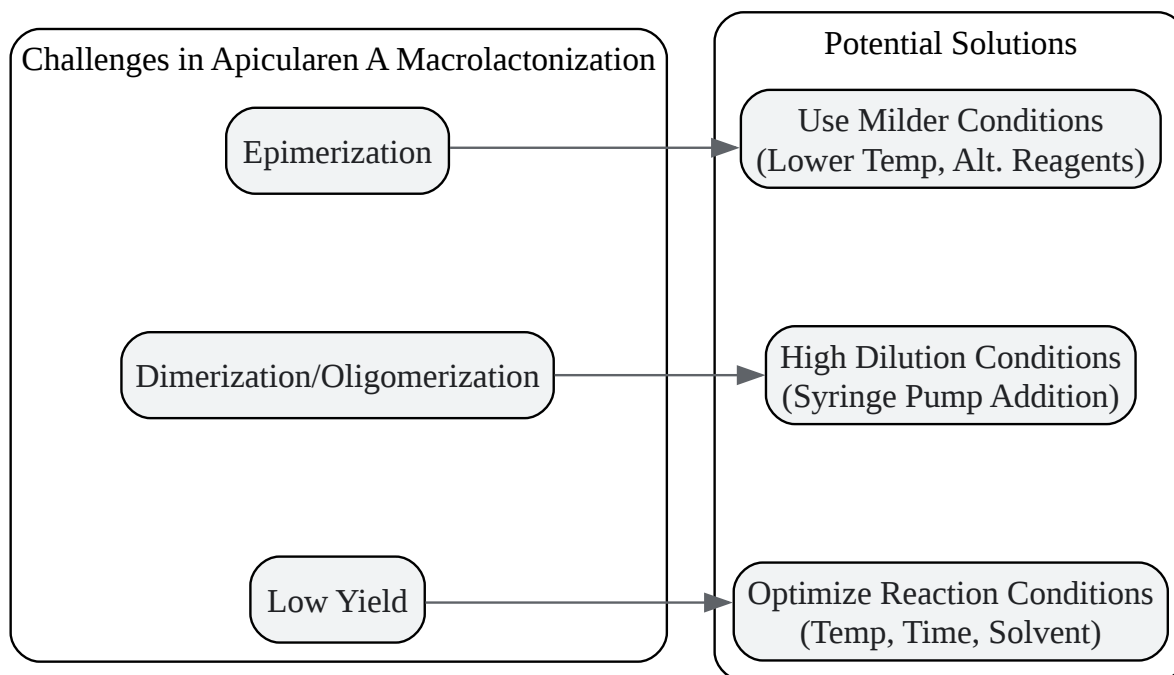 Challenges in Apicularen A Macrolactonization
Epimerization
Dimerization/Oligomerization
Low Yield
Potential Solutions
Use Milder Conditions
(Lower Temp, Alt. Reagents)
High Dilution Conditions
(Syringe Pump Addition)
Optimize Reaction Conditions
(Temp, Time, Solvent)